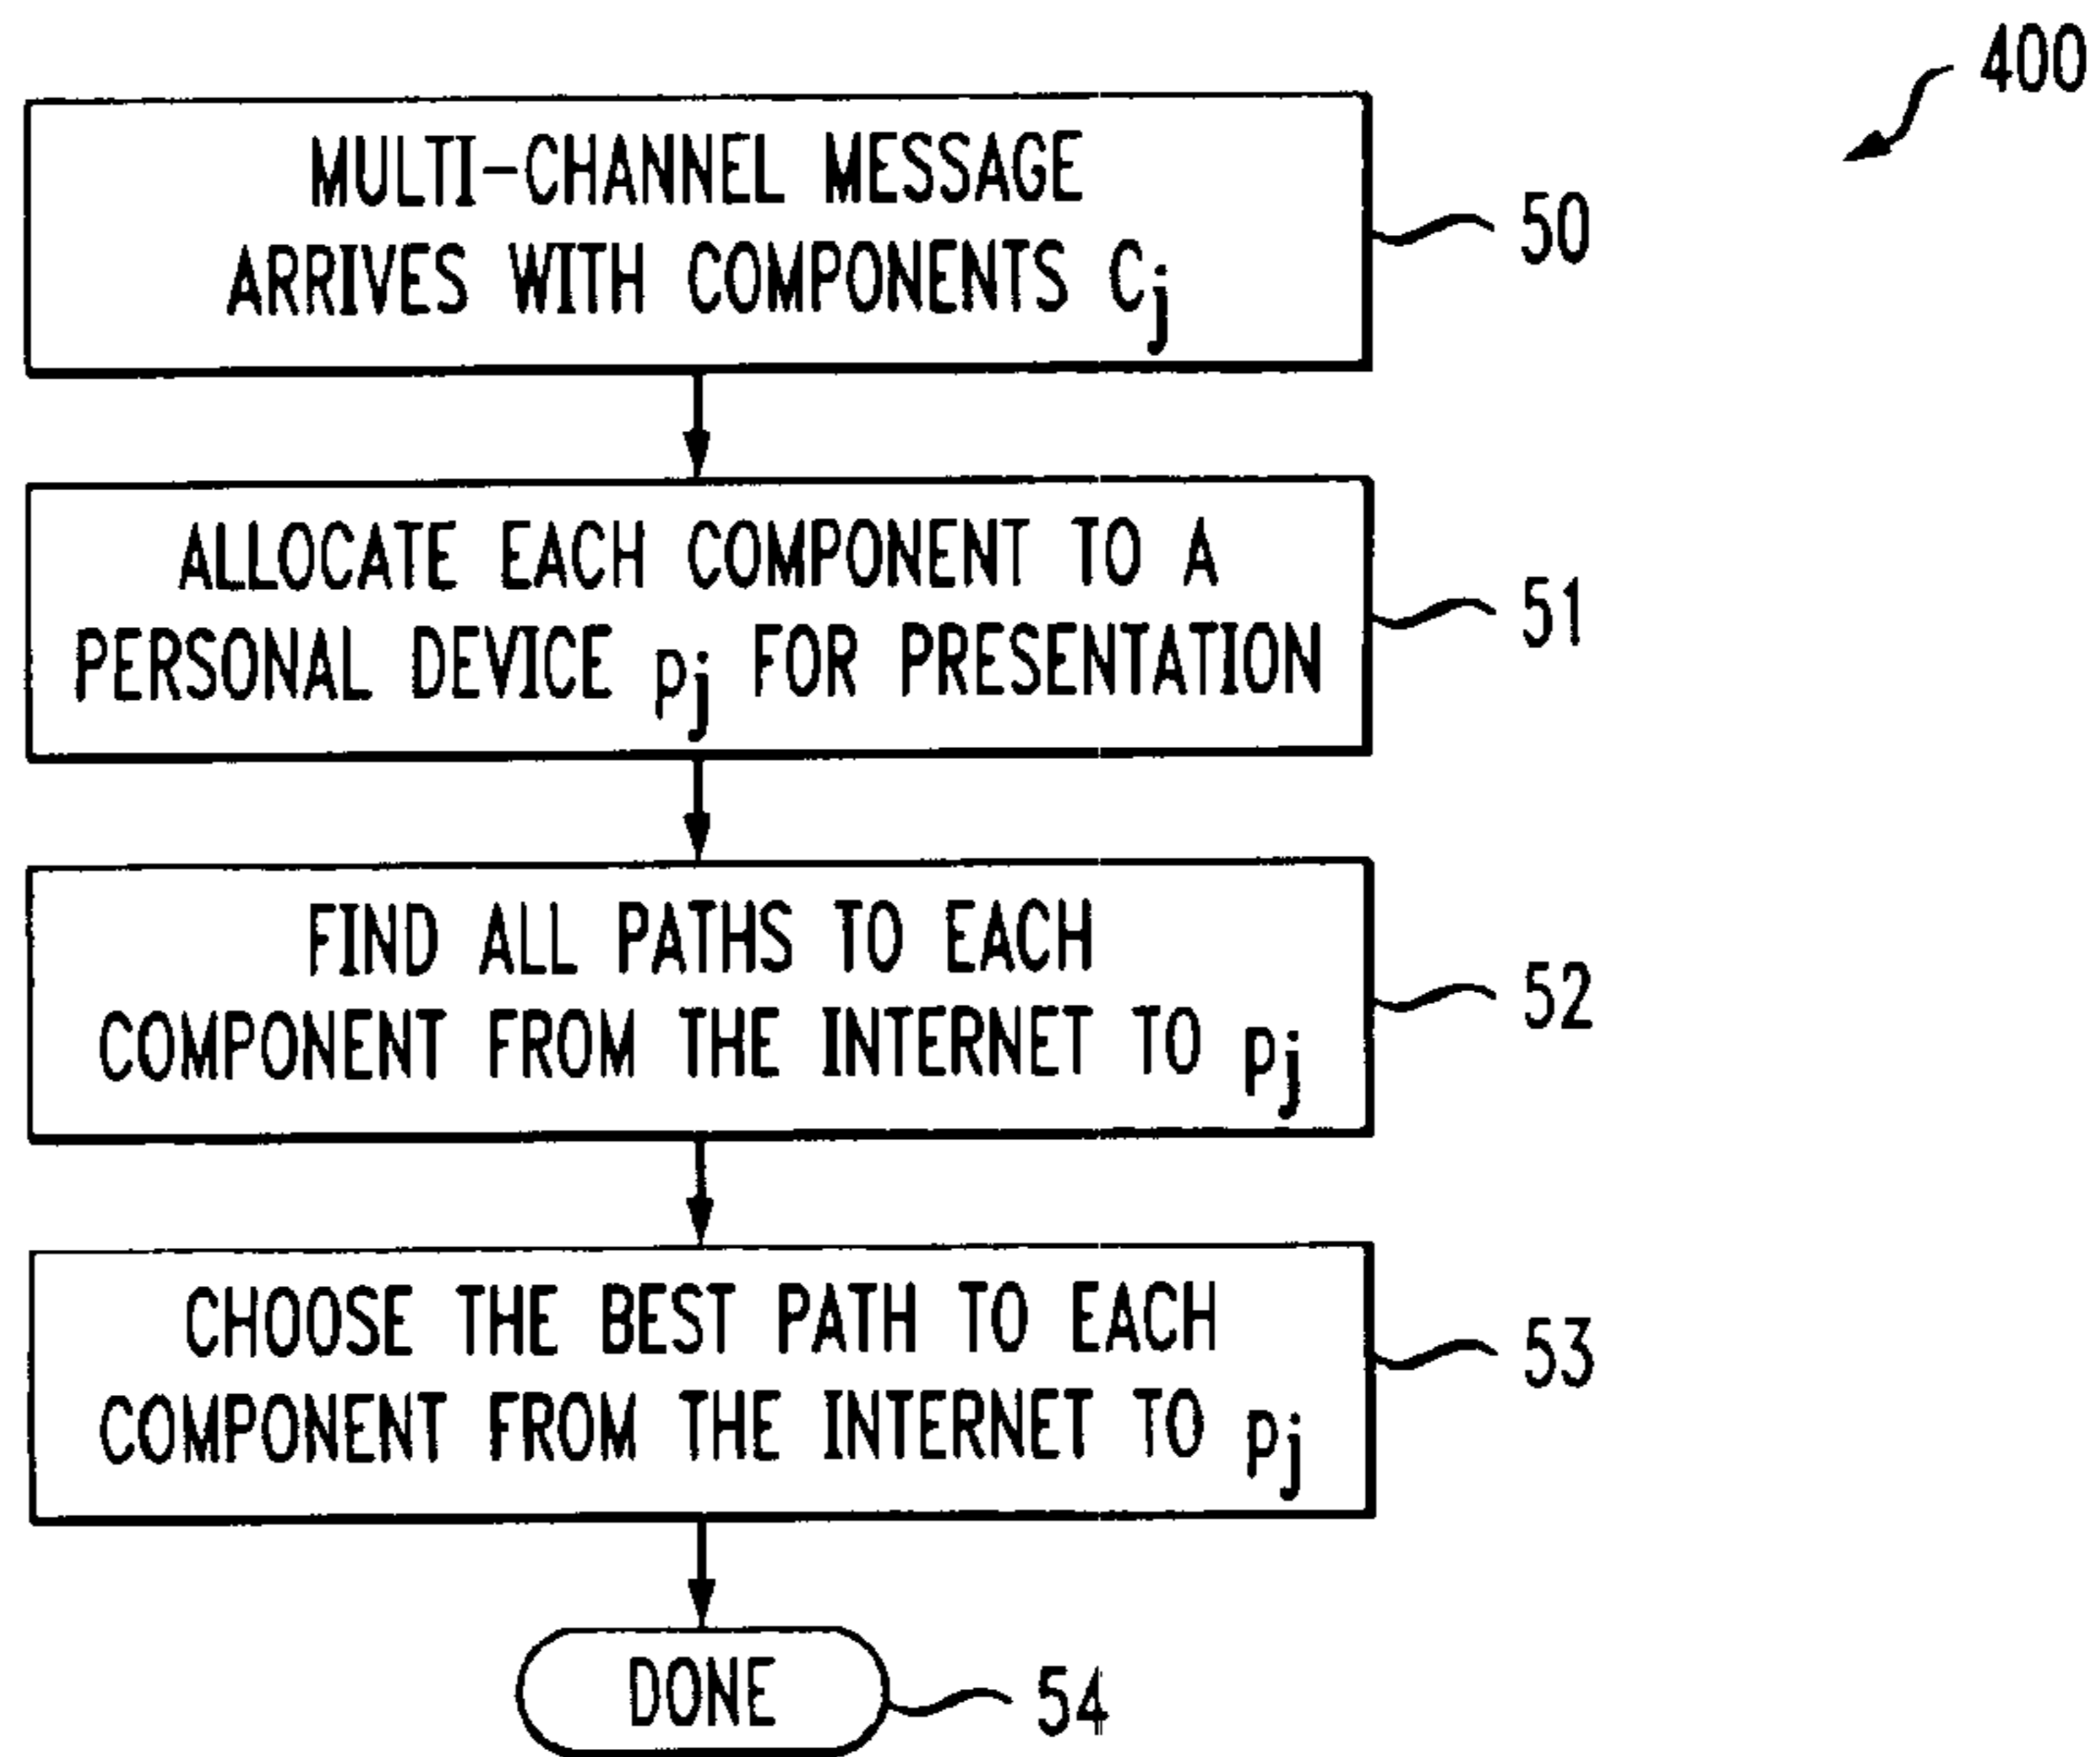 400
MULTI-CHANNEL MESSAGE
ARRIVES WITH COMPONENTS Cj
50
ALLOCATE EACH COMPONENT TO A
PERSONAL DEVICE pj FOR PRESENTATION
51
FIND ALL PATHS TO EACH
COMPONENT FROM THE INTERNET TO pj
52
CHOOSE THE BEST PATH TO EACH
COMPONENT FROM THE INTERNET TO pj
53
DONE
54